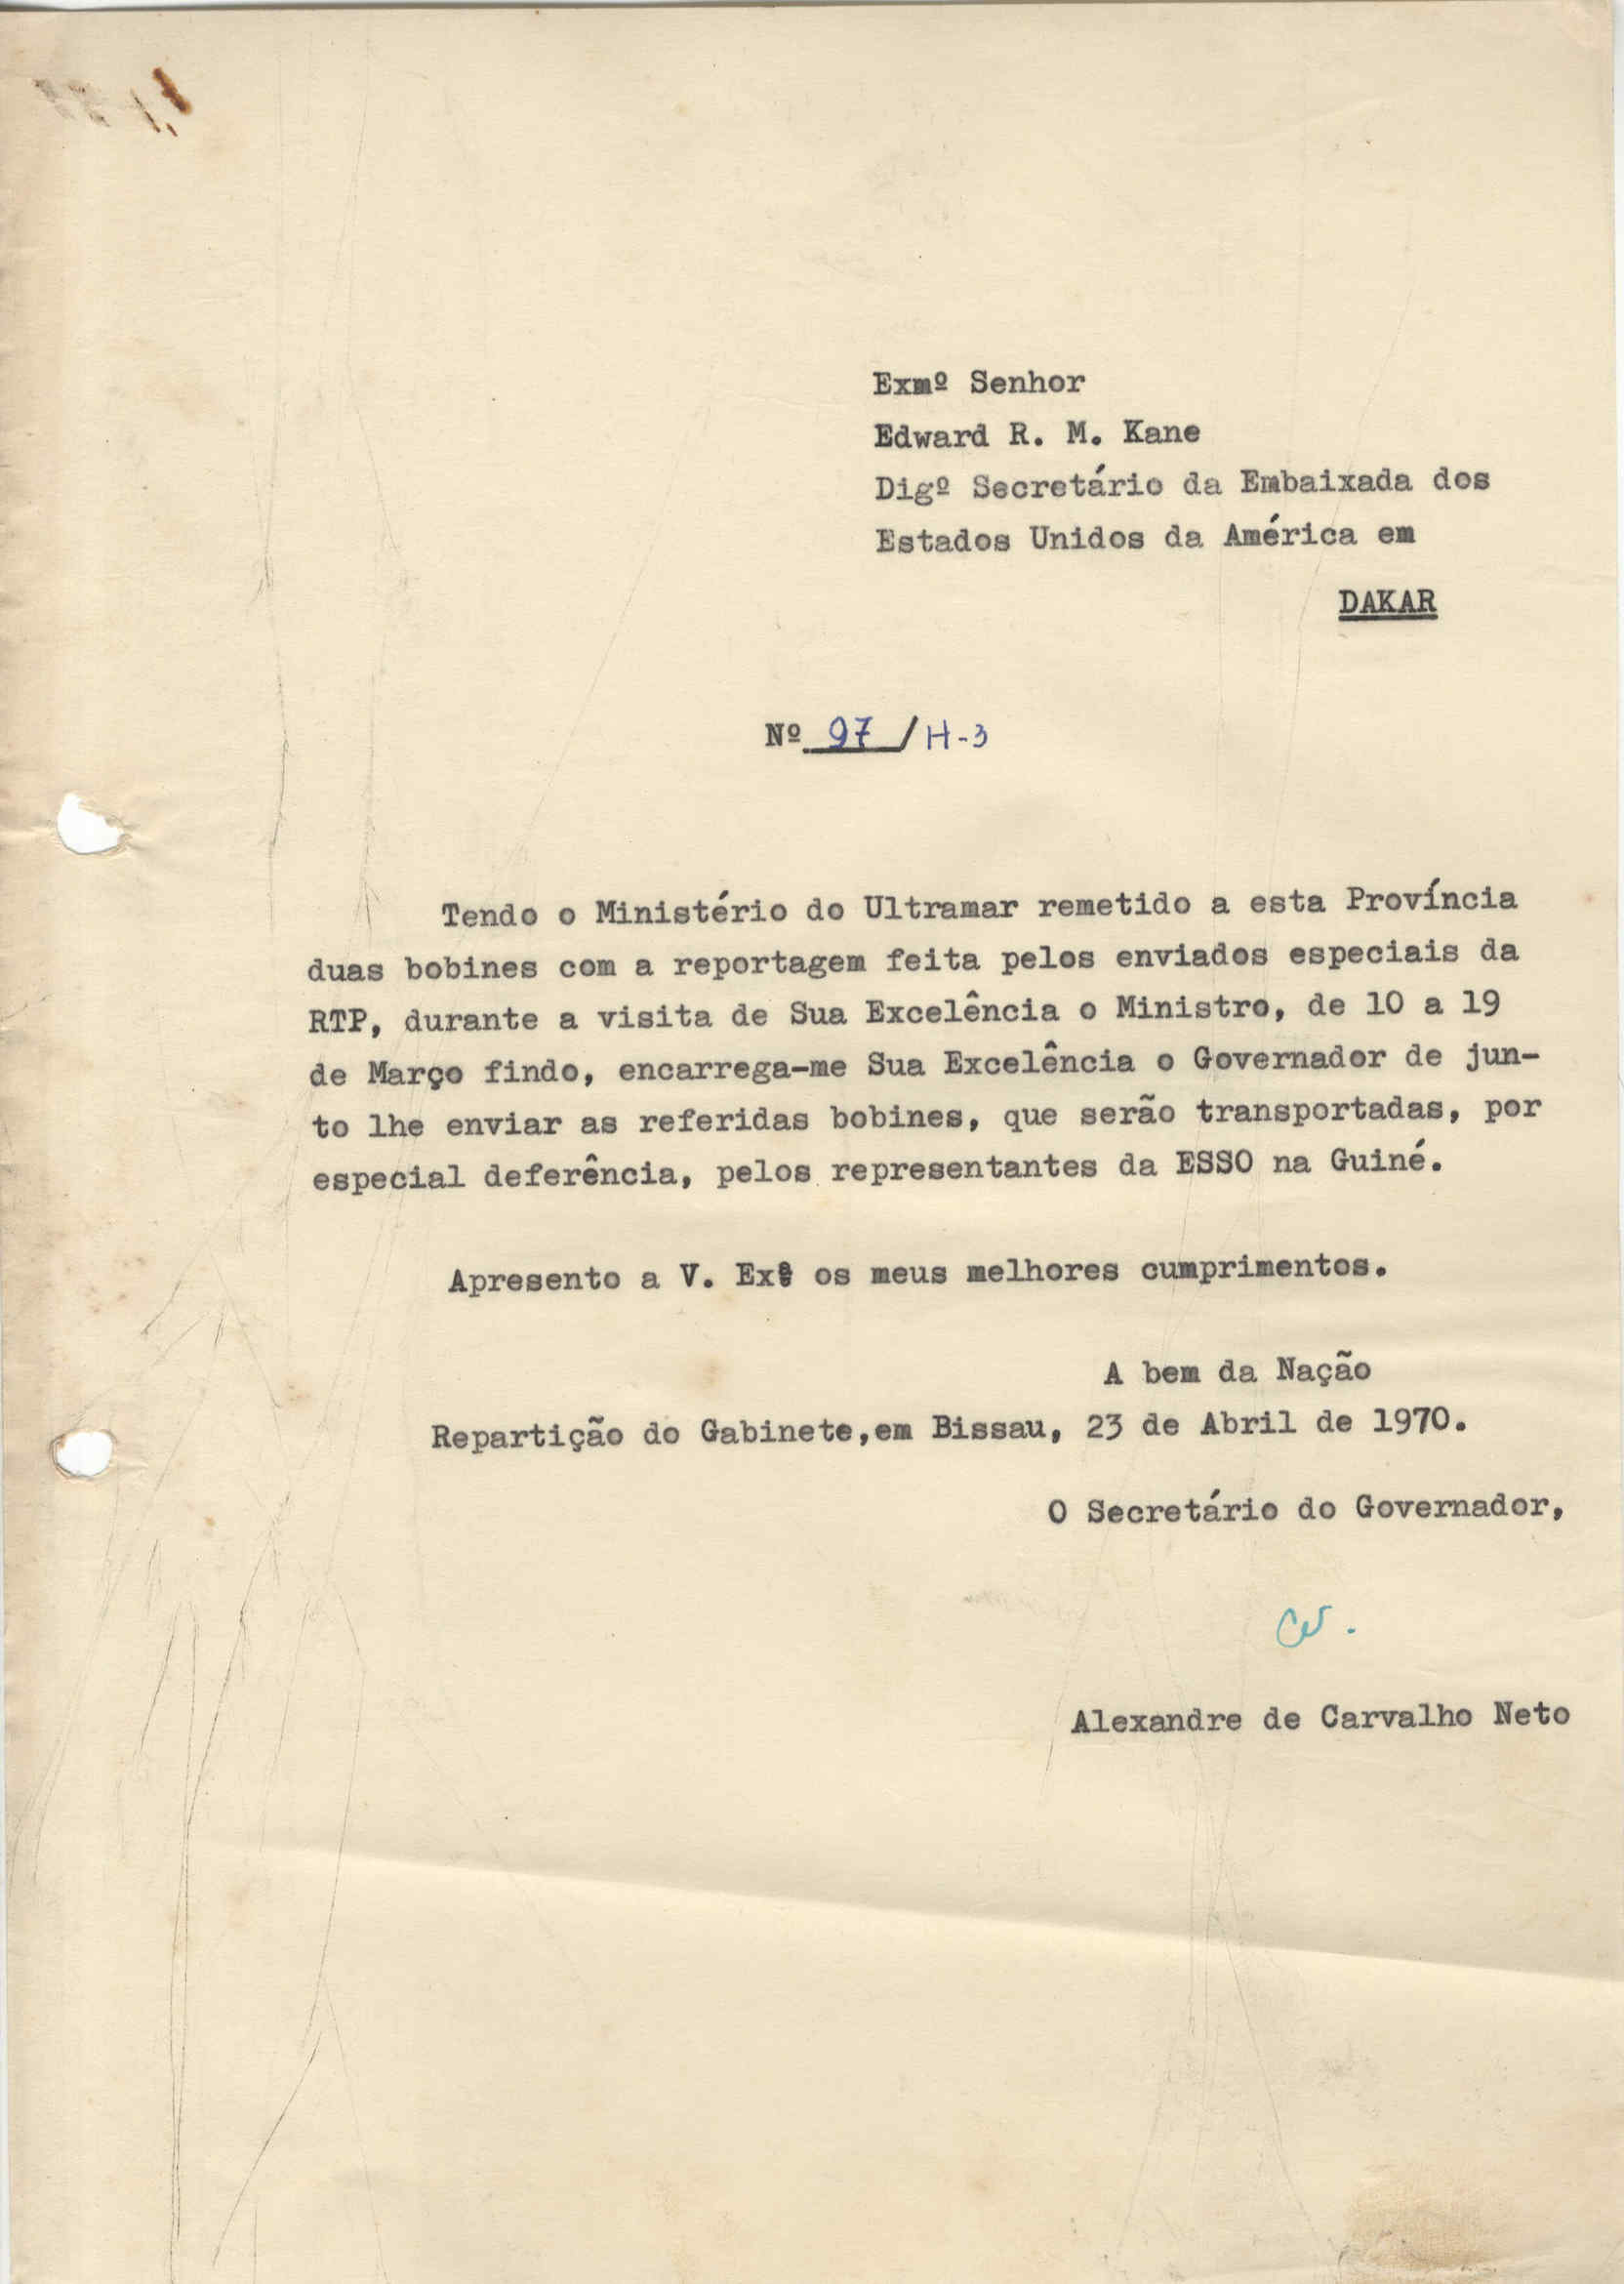 Exmº Senhor
Edward R. M. Kane
Digº Secretário da Embaixada dos
Estados Unidos da América em
DAKAR
Nº 97 / H-3
Tendo o Ministério do Ultramar remetido a esta Província
duas bobines com a reportagem feita pelos enviados especiais da
RTP, durante a visita de Sua Excelência o Ministro, de 10 a 19
de Março findo, encarrega-me Sua Excelência o Governador de jun-
to lhe enviar as referidas bobines, que serão transportadas, por
especial deferência, pelos representantes da ESSO na Guiné.
Apresento a V. Exª os meus melhores cumprimentos.
A bem da Nação
Repartição do Gabinete,em Bissau, 23 de Abril de 1970.
O Secretário do Governador,
Alexandre de Carvalho Neto